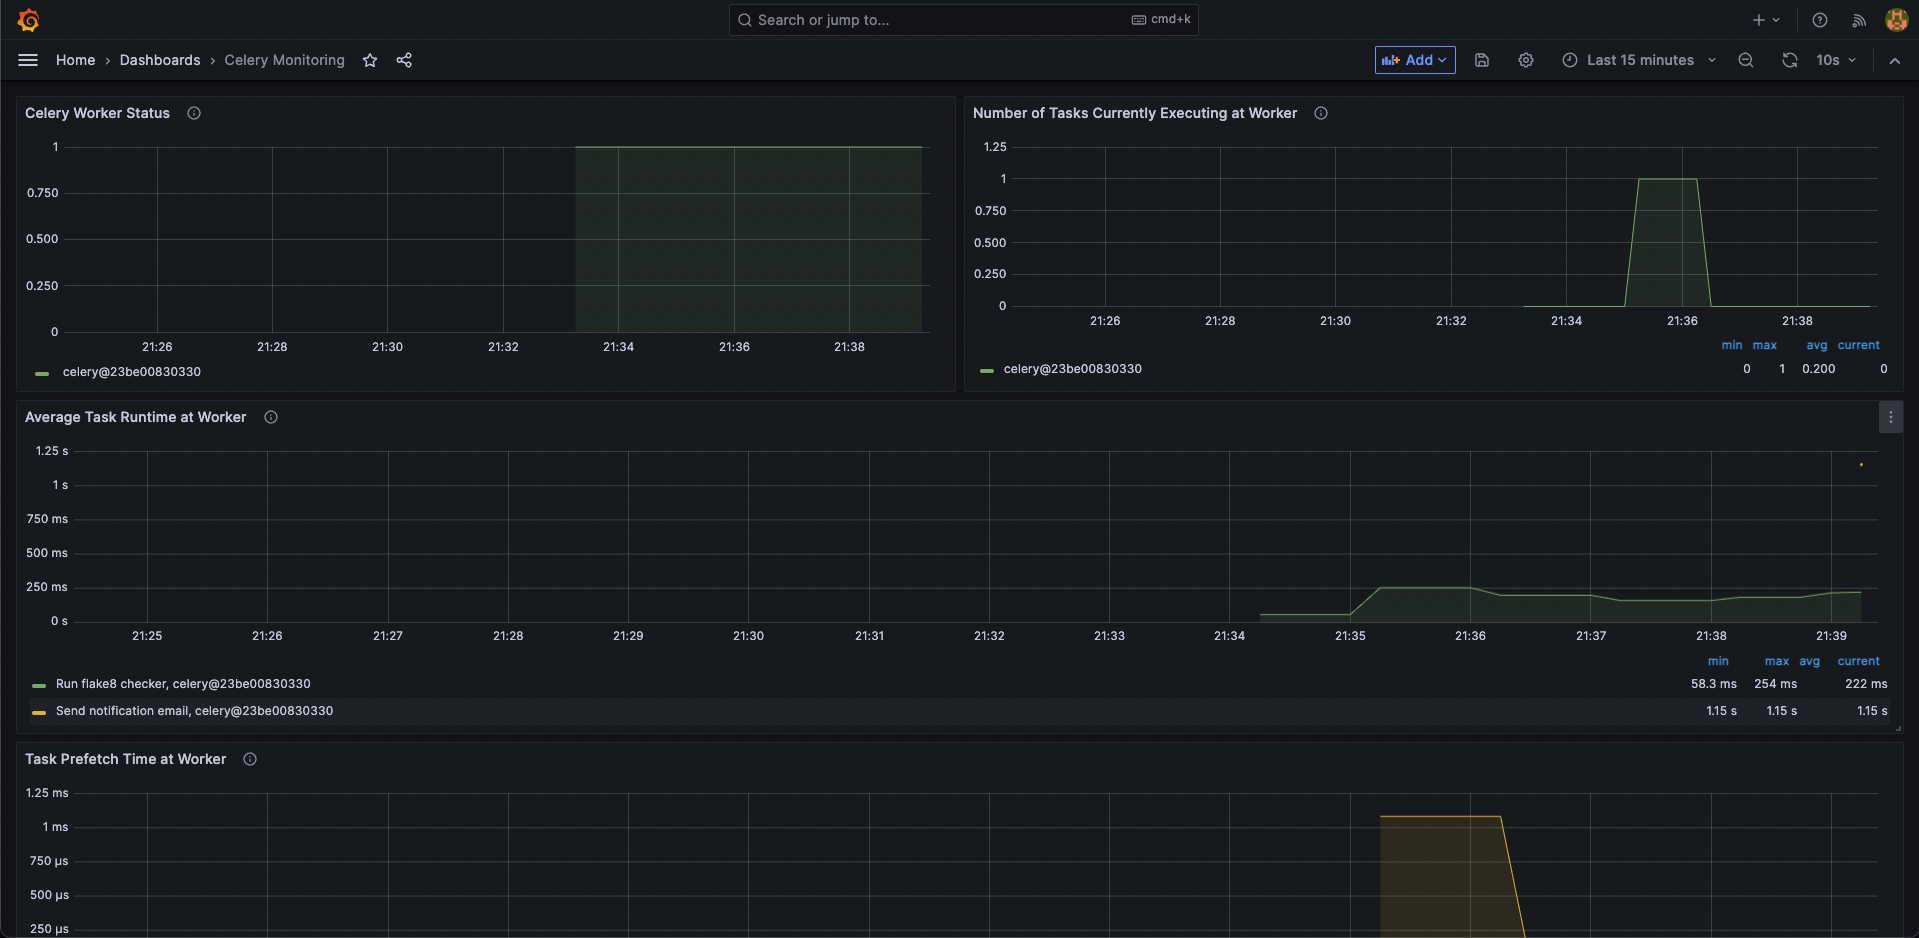 Search or jump to... cmd+k
Home › Dashboards › Celery Monitoring
Add Last 15 minutes 10s
Celery Worker Status
1
0.750
0.500
0.250
0
21:26 21:28 21:30 21:32 21:34 21:36 21:38
celery@23be00830330
Number of Tasks Currently Executing at Worker
1.25
1
0.750
0.500
0.250
0
21:26 21:28 21:30 21:32 21:34 21:36 21:38
min max avg current
celery@23be00830330 0 1 0.200 0
Average Task Runtime at Worker
1.25 s
1 s
750 ms
500 ms
250 ms
0 s
21:25 21:26 21:27 21:28 21:29 21:30 21:31 21:32 21:33 21:34 21:35 21:36 21:37 21:38 21:39
min max avg current
Run flake8 checker, celery@23be00830330 58.3 ms 254 ms 222 ms
Send notification email, celery@23be00830330 1.15 s 1.15 s 1.15 s
Task Prefetch Time at Worker
1.25 ms
1 ms
750 µs
500 µs
250 µs